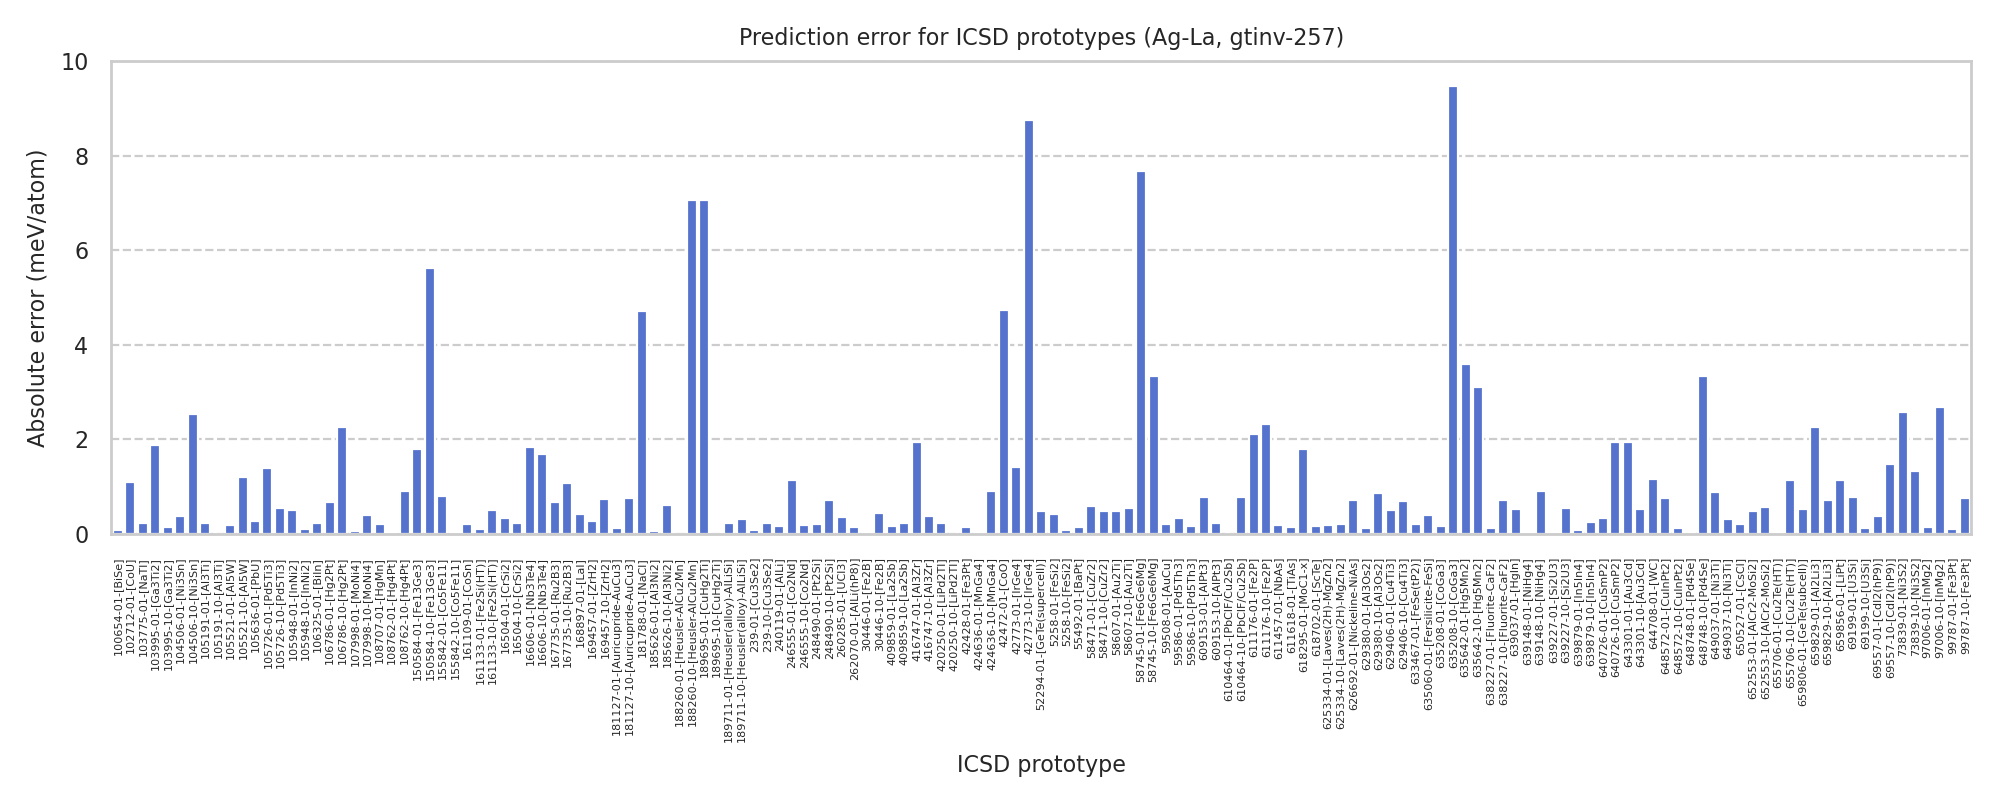 Prediction error for ICSD prototypes (Ag-La, gtinv-257)
Absolute error (meV/atom)
10
8
6
4
2
0
100654-01-[BiSe]
102712-01-[CoU]
103775-01-[NaTl]
103995-01-[Ga3Ti2]
103995-10-[Ga3Ti2]
104506-01-[Ni3Sn]
104506-10-[Ni3Sn]
105191-01-[Al3Ti]
105191-10-[Al3Ti]
105521-01-[Al5W]
105521-10-[Al5W]
105636-01-[PbU]
105726-01-[Pd5Ti3]
105726-10-[Pd5Ti3]
105948-01-[InNi2]
105948-10-[InNi2]
106325-01-[BiIn]
106786-01-[Hg2Pt]
106786-10-[Hg2Pt]
107998-01-[MoNi4]
107998-10-[MoNi4]
108707-01-[HgMn]
108762-01-[Hg4Pt]
108762-10-[Hg4Pt]
150584-01-[Fe13Ge3]
150584-10-[Fe13Ge3]
155842-01-[Co5Fe11]
155842-10-[Co5Fe11]
161109-01-[CoSn]
161133-01-[Fe2Si(HT)]
161133-10-[Fe2Si(HT)]
16504-01-[CrSi2]
16504-10-[CrSi2]
16606-01-[Nb3Te4]
16606-10-[Nb3Te4]
167735-01-[Ru2B3]
167735-10-[Ru2B3]
168897-01-[LaI]
169457-01-[ZrH2]
169457-10-[ZrH2]
181127-01-[Auricupride-AuCu3]
181127-10-[Auricupride-AuCu3]
181788-01-[NaCl]
185626-01-[Al3Ni2]
185626-10-[Al3Ni2]
188260-01-[Heusler-AlCu2Mn]
188260-10-[Heusler-AlCu2Mn]
189695-01-[CuHg2Ti]
189695-10-[CuHg2Ti]
189711-01-[Heusler(alloy)-AlLiSi]
189711-10-[Heusler(alloy)-AlLiSi]
239-01-[Cu3Se2]
239-10-[Cu3Se2]
240119-01-[AlLi]
246555-01-[Co2Nd]
246555-10-[Co2Nd]
248490-01-[Pt2Si]
248490-10-[Pt2Si]
260285-01-[UCl3]
262070-01-[AlLi(hP8)]
30446-01-[Fe2B]
30446-10-[Fe2B]
409859-01-[La2Sb]
409859-10-[La2Sb]
416747-01-[Al3Zr]
416747-10-[Al3Zr]
420250-01-[LiPd2Tl]
420250-10-[LiPd2Tl]
42428-01-[Fe3Pt]
424636-01-[MnGa4]
424636-10-[MnGa4]
42472-01-[CoO]
42773-01-[IrGe4]
42773-10-[IrGe4]
52294-01-[GeTe(supercell)]
5258-01-[FeSi2]
5258-10-[FeSi2]
55492-01-[BaPt]
58471-01-[CuZr2]
58471-10-[CuZr2]
58607-01-[Au2Ti]
58607-10-[Au2Ti]
58745-01-[Fe6Ge6Mg]
58745-10-[Fe6Ge6Mg]
59508-01-[AuCu]
59586-01-[Pd5Th3]
59586-10-[Pd5Th3]
609153-01-[AlPt3]
609153-10-[AlPt3]
610464-01-[PbClF/Cu2Sb]
610464-10-[PbClF/Cu2Sb]
611176-01-[Fe2P]
611176-10-[Fe2P]
611457-01-[NbAs]
611618-01-[TiAs]
618295-01-[MoC1-x]
618702-01-[ScTe]
625334-01-[Laves(2H)-MgZn2]
625334-10-[Laves(2H)-MgZn2]
626692-01-[Nickeline-NiAs]
629380-01-[Al3Os2]
629380-10-[Al3Os2]
629406-01-[Cu4Ti3]
629406-10-[Cu4Ti3]
633467-01-[FeSe(tP2)]
635060-01-[Fersilicite-FeSi]
635208-01-[CoGa3]
635208-10-[CoGa3]
635642-01-[Hg5Mn2]
635642-10-[Hg5Mn2]
638227-01-[Fluorite-CaF2]
638227-10-[Fluorite-CaF2]
639037-01-[HgIn]
639148-01-[NiHg4]
639148-10-[NiHg4]
639227-01-[Si2U3]
639227-10-[Si2U3]
639879-01-[In5In4]
639879-10-[In5In4]
640726-01-[CuSmP2]
640726-10-[CuSmP2]
643301-01-[Au3Cd]
643301-10-[Au3Cd]
644708-01-[WC]
648572-01-[CuInPt2]
648572-10-[CuInPt2]
648748-01-[Pd4Se]
648748-10-[Pd4Se]
649037-01-[Ni3Ti]
649037-10-[Ni3Ti]
650527-01-[CsCl]
652553-01-[AlCr2-MoSi2]
652553-10-[AlCr2-MoSi2]
655706-01-[Cu2Te(HT)]
655706-10-[Cu2Te(HT)]
659806-01-[GeTe(subcell)]
659829-01-[Al2Li3]
659829-10-[Al2Li3]
659856-01-[LiPt]
69199-01-[U3Si]
69199-10-[U3Si]
69557-01-[CdI2(hP9)]
69557-10-[CdI2(hP9)]
73839-01-[Ni3S2]
73839-10-[Ni3S2]
97006-01-[InMg2]
97006-10-[InMg2]
99787-01-[Fe3Pt]
99787-10-[Fe3Pt]
ICSD prototype